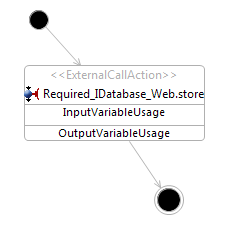 <<ExternalCallAction>>
Required_IDatabase_Web.store
InputVariableUsage
OutputVariableUsage